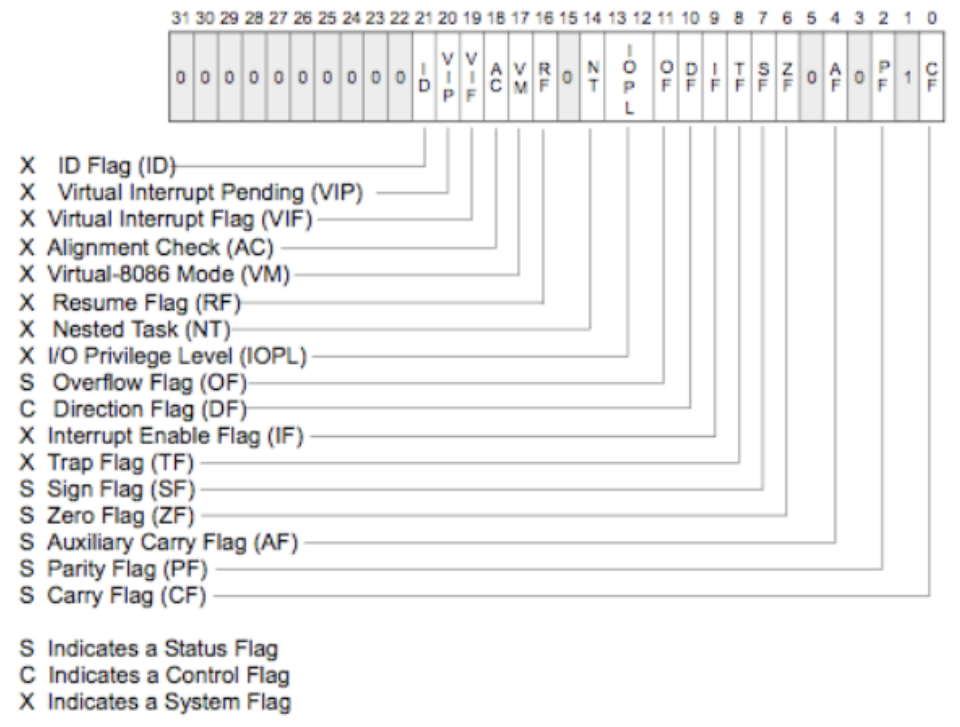 31 30 29 28 27 26 25 24 23 22 21 20 19 18 17 16 15 14 13 12 11 10 9 8 7 6 5 4 3 2 1 0
0 0 0 0 0 0 0 0 0 0 ID VIP VIF AC VM RF 0 NT IOPL OF DF IF TF SF ZF 0 AF 0 PF 1 CF
X ID Flag (ID)
X Virtual Interrupt Pending (VIP)
X Virtual Interrupt Flag (VIF)
X Alignment Check (AC)
X Virtual-8086 Mode (VM)
X Resume Flag (RF)
X Nested Task (NT)
X I/O Privilege Level (IOPL)
S Overflow Flag (OF)
C Direction Flag (DF)
X Interrupt Enable Flag (IF)
X Trap Flag (TF)
S Sign Flag (SF)
S Zero Flag (ZF)
S Auxiliary Carry Flag (AF)
S Parity Flag (PF)
S Carry Flag (CF)
S Indicates a Status Flag
C Indicates a Control Flag
X Indicates a System Flag